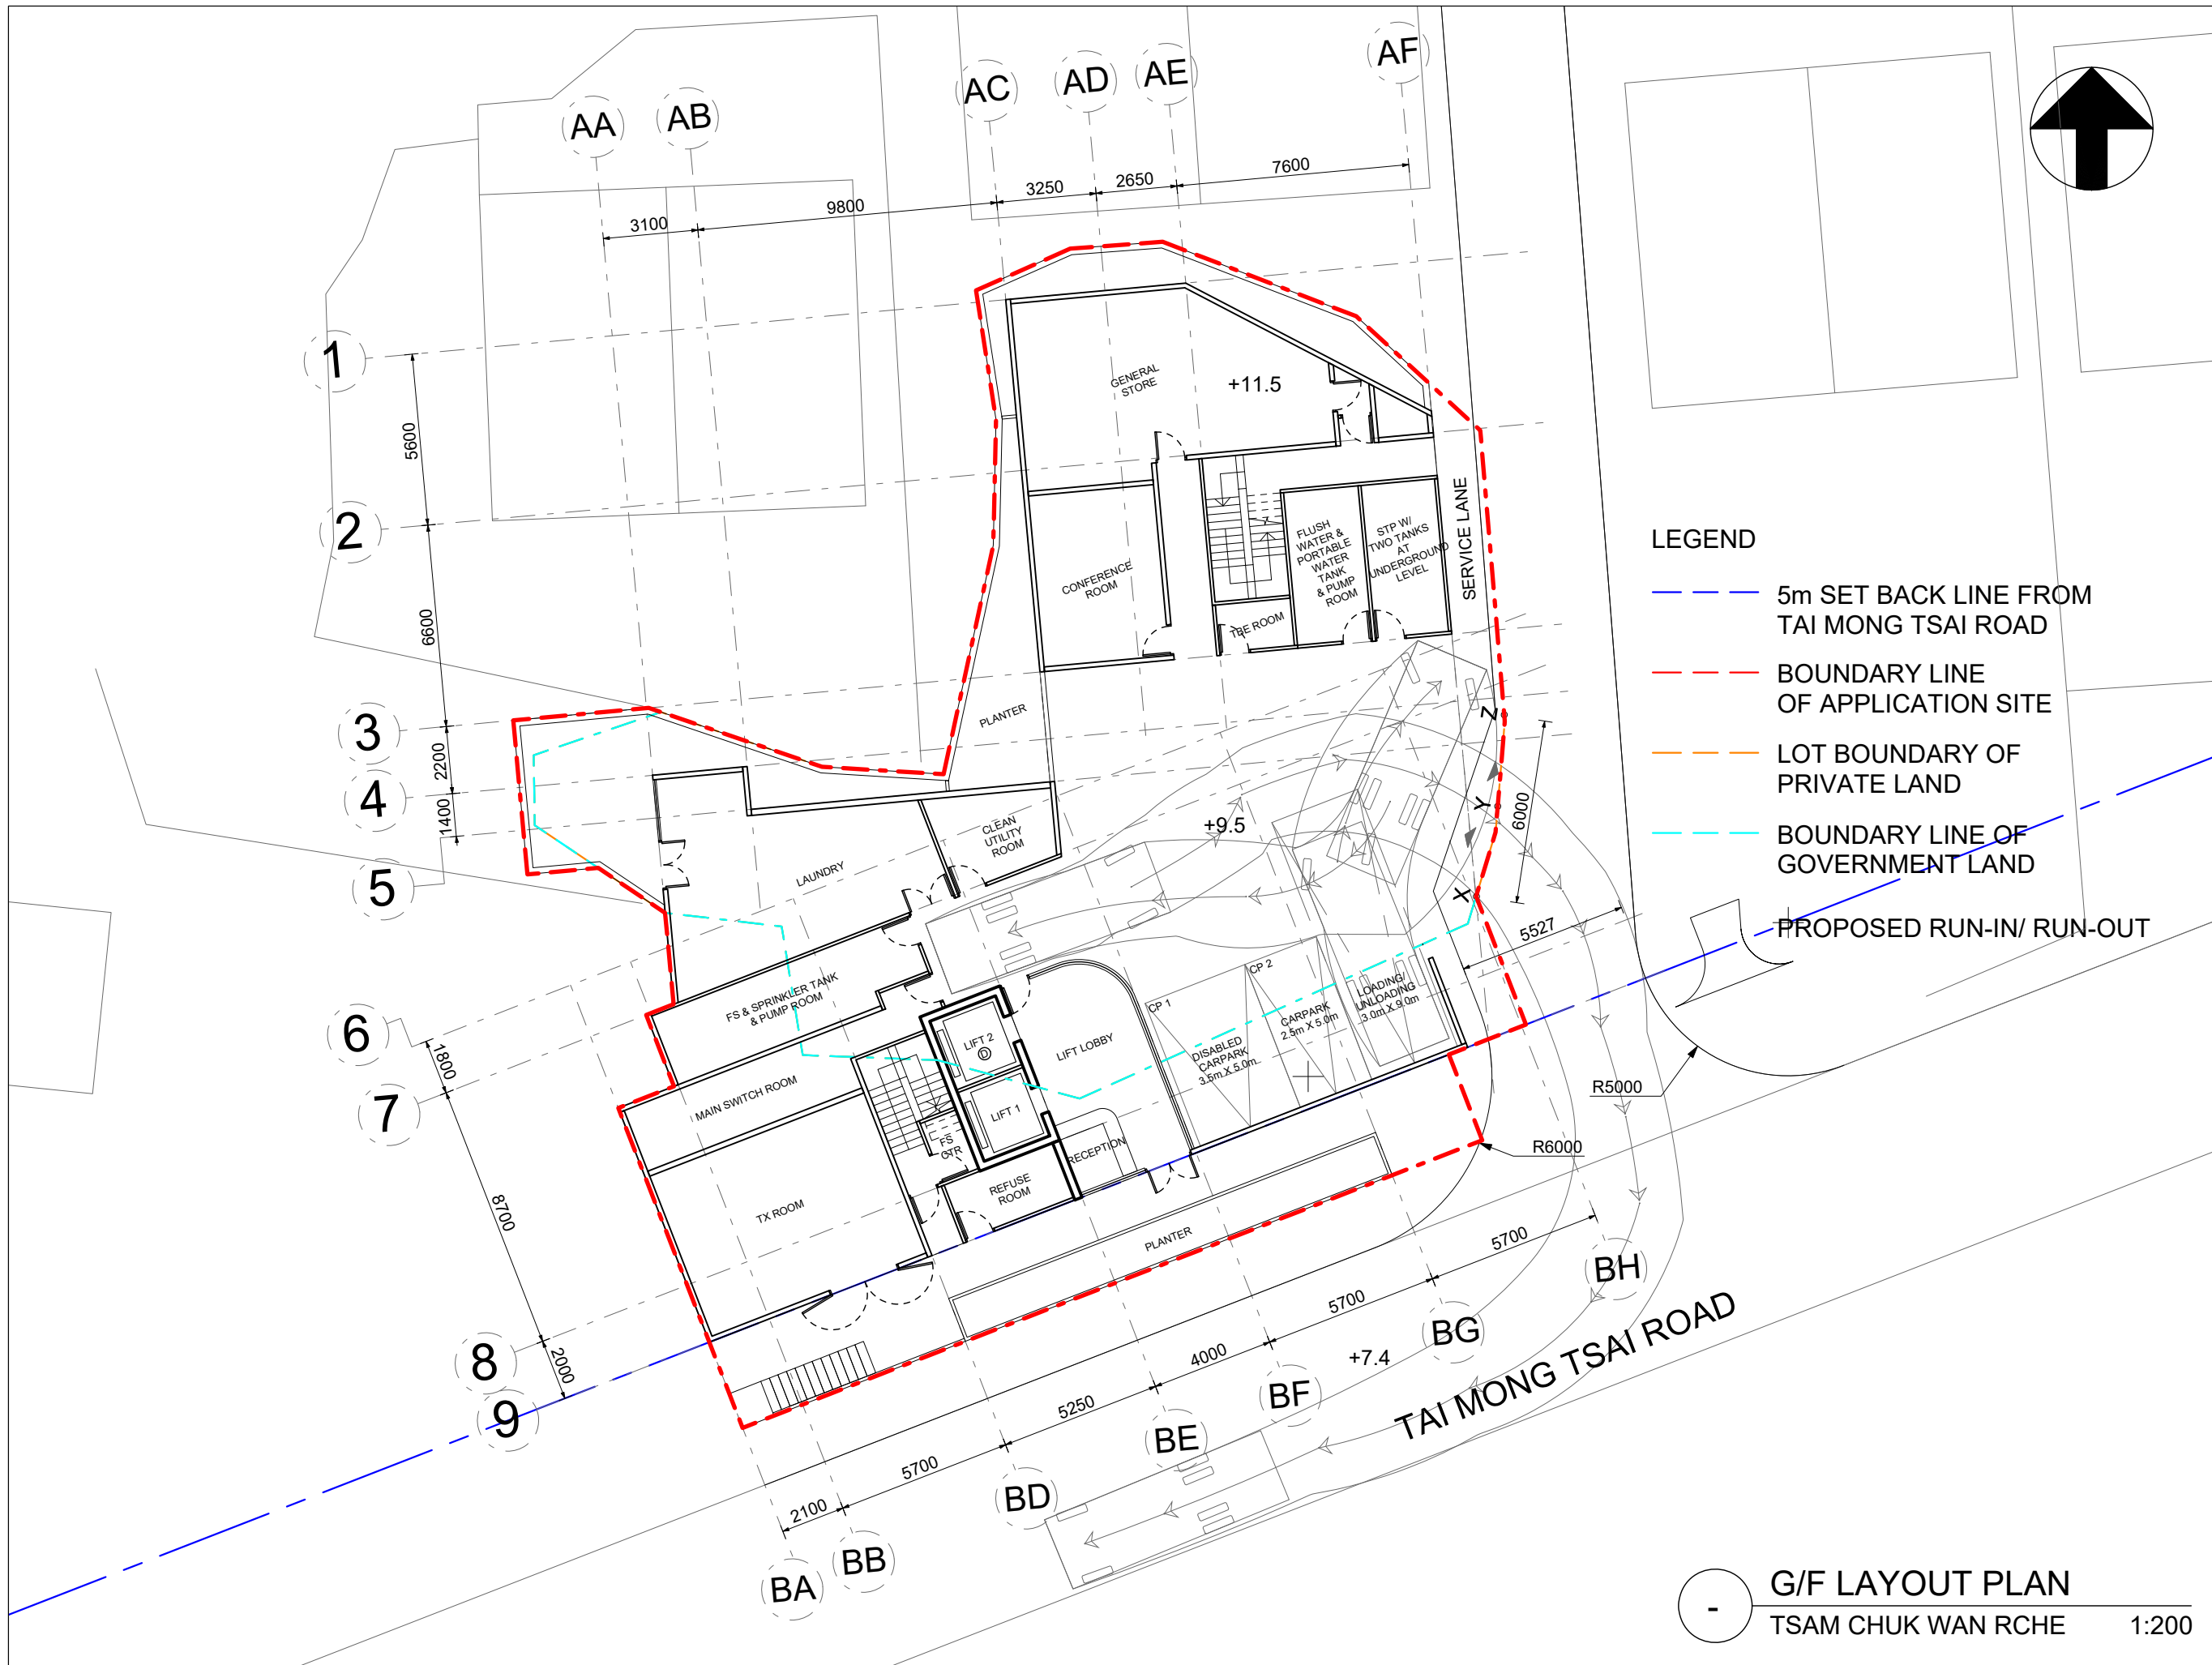 AA
AB
AC
AD
AE
AF
3100
9800
3250
2650
7600
1
2
3
4
5
6
7
8
9
5600
6600
2200
1400
1800
8700
2000
GENERAL
STORE
+11.5
CONFERENCE
ROOM
FLUSH
WATER &
PORTABLE
WATER
TANK
& PUMP
ROOM
STP W/
TWO TANKS
AT
UNDERGROUND
LEVEL
TBE ROOM
SERVICE LANE
PLANTER
CLEAN
UTILITY
ROOM
LAUNDRY
+9.5
Z
Y
X
6000
5527
FS & SPRINKLER TANK
& PUMP ROOM
MAIN SWITCH ROOM
TX ROOM
LIFT 2
D
LIFT 1
LIFT LOBBY
FS
CTR
REFUSE
ROOM
RECEPTION
CP 1
CP 2
DISABLED
CARPARK
3.5m X 5.0m
CARPARK
2.5m X 5.0m
LOADING/
UNLOADING
3.0m X 9.0m
PLANTER
R5000
R6000
2100
5700
5250
4000
5700
5700
BA
BB
BD
BE
BF
BG
BH
+7.4
TAI MONG TSAI ROAD
LEGEND
5m SET BACK LINE FROM
TAI MONG TSAI ROAD
BOUNDARY LINE
OF APPLICATION SITE
LOT BOUNDARY OF
PRIVATE LAND
BOUNDARY LINE OF
GOVERNMENT LAND
PROPOSED RUN-IN/ RUN-OUT
-
G/F LAYOUT PLAN
TSAM CHUK WAN RCHE 1:200